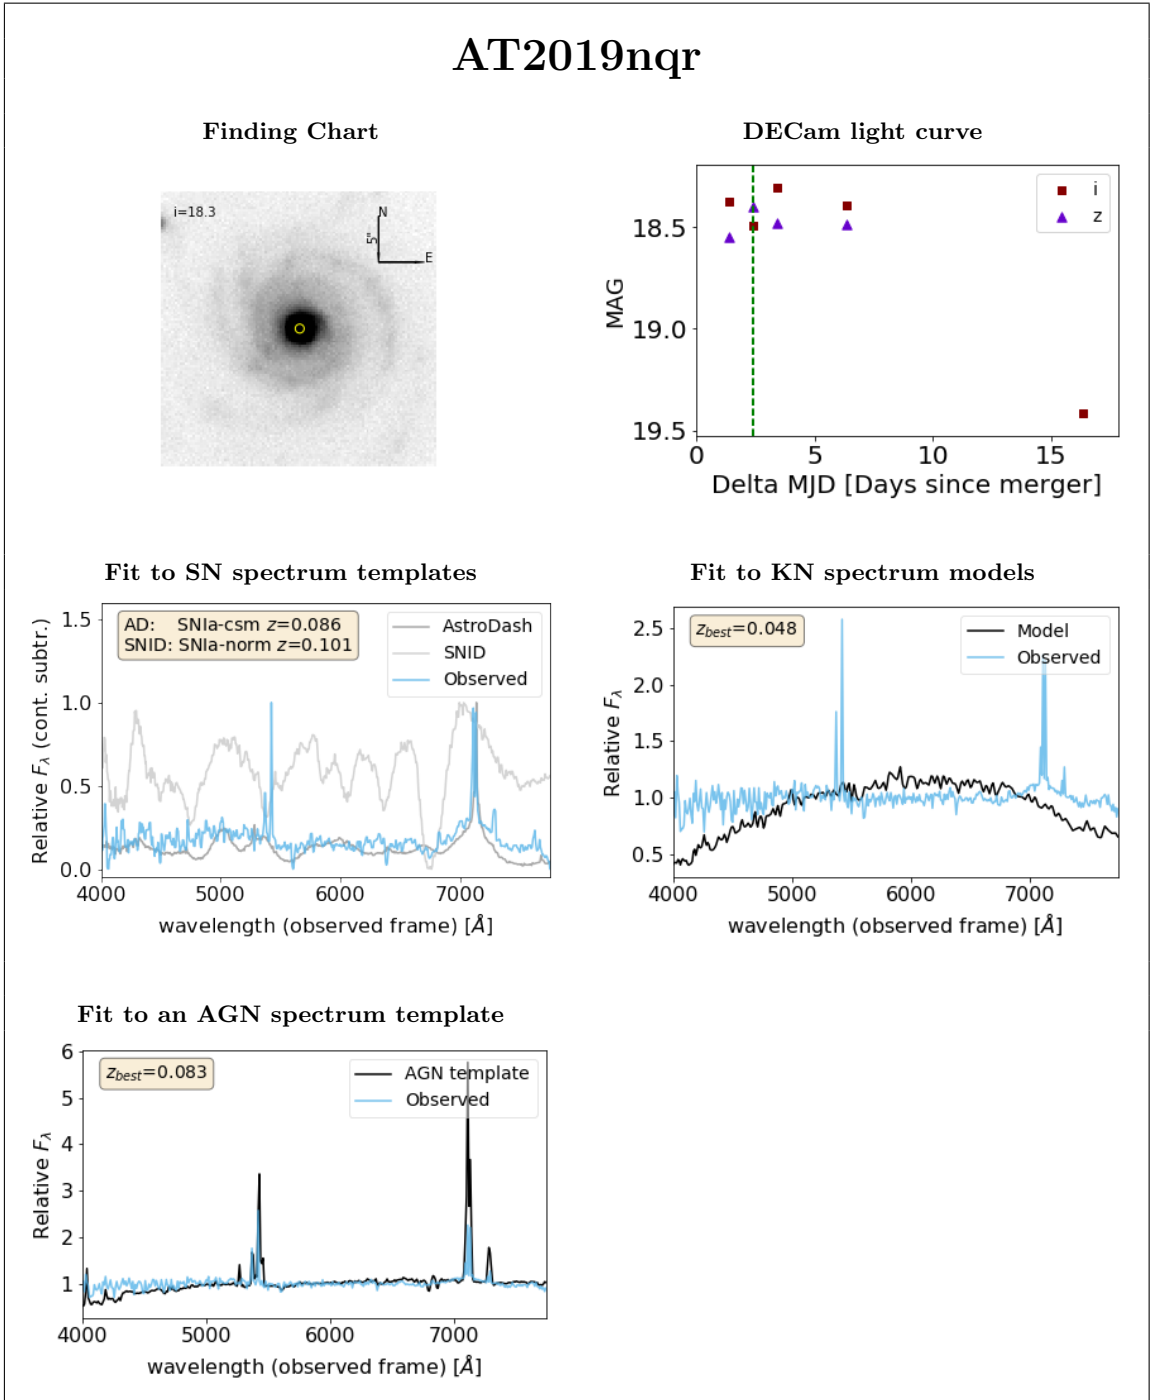 AT2019nqr
Finding Chart
i=18.3
N
5"
E
DECam light curve
i
z
18.5
19.0
19.5
MAG
0 5 10 15
Delta MJD [Days since merger]
Fit to SN spectrum templates
AD: SNIa-csm z=0.086
SNID: SNIa-norm z=0.101
AstroDash
SNID
Observed
1.5
1.0
0.5
0.0
Relative Fλ (cont. subtr.)
4000 5000 6000 7000
wavelength (observed frame) [Å]
Fit to KN spectrum models
zbest=0.048
Model
Observed
2.5
2.0
1.5
1.0
0.5
Relative Fλ
4000 5000 6000 7000
wavelength (observed frame) [Å]
Fit to an AGN spectrum template
zbest=0.083
AGN template
Observed
6
5
4
3
2
1
Relative Fλ
4000 5000 6000 7000
wavelength (observed frame) [Å]